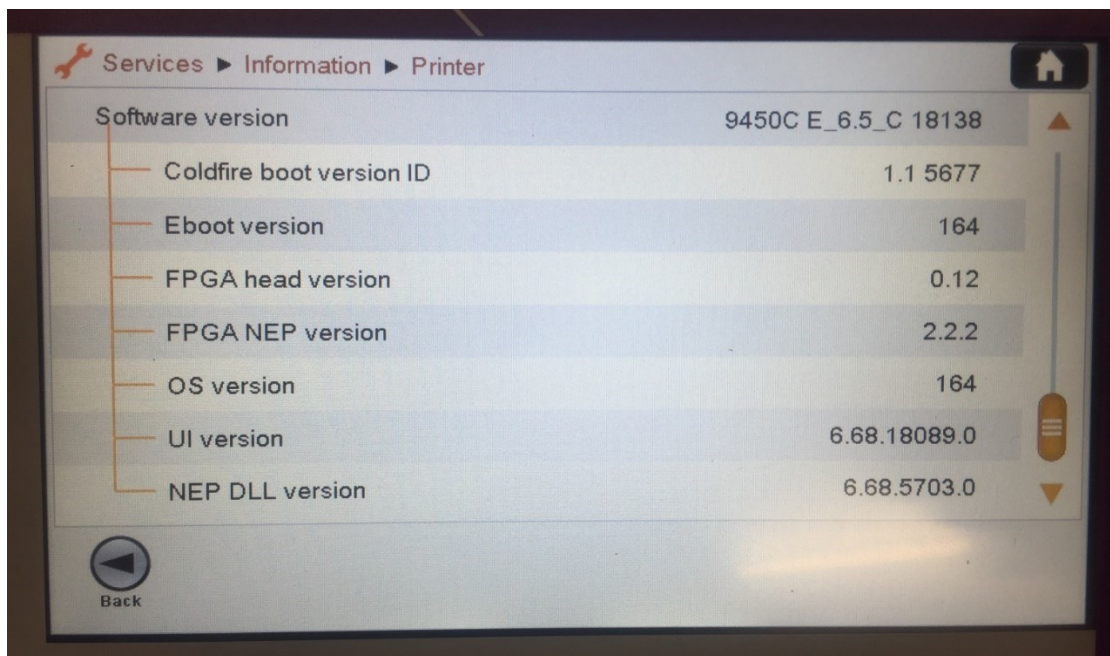 Services ► Information ► Printer
Software version 9450C E_6.5_C 18138
Coldfire boot version ID 1.1 5677
Eboot version 164
FPGA head version 0.12
FPGA NEP version 2.2.2
OS version 164
UI version 6.68.18089.0
NEP DLL version 6.68.5703.0
Back